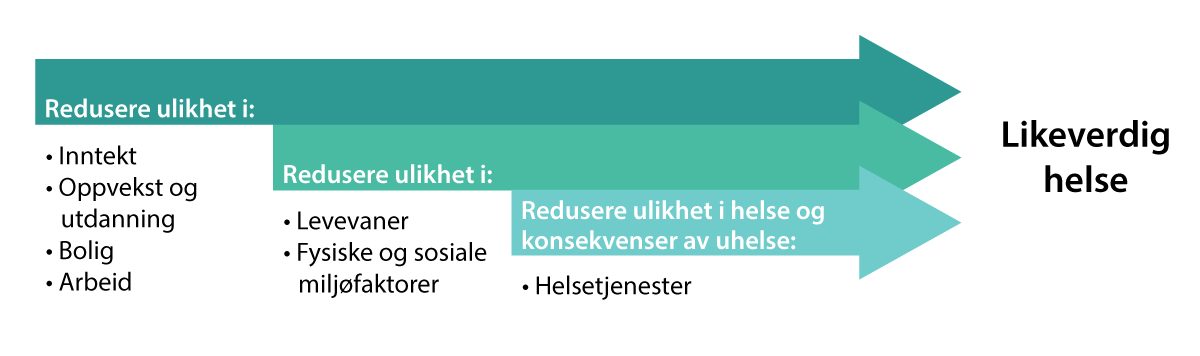 Redusere ulikhet i:
• Inntekt
• Oppvekst og
utdanning
• Bolig
• Arbeid
Redusere ulikhet i:
• Levevaner
• Fysiske og sosiale
miljøfaktorer
Redusere ulikhet i helse og
konsekvenser av uhelse:
• Helsetjenester
Likeverdig
helse